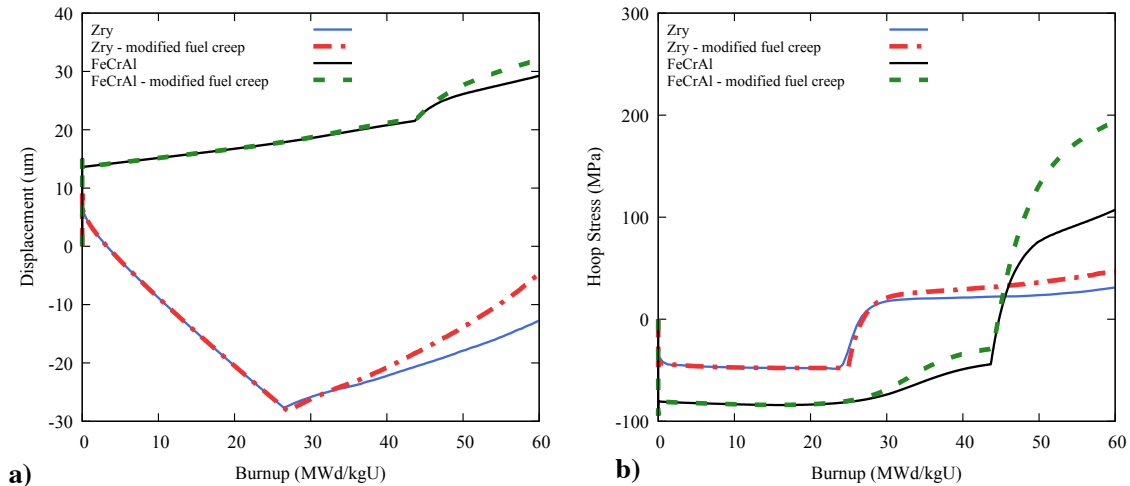 40
30
20
10
0
-10
-20
-30
Displacement (um)
Zry
Zry - modified fuel creep
FeCrAl
FeCrAl - modified fuel creep
0 10 20 30 40 50 60
Burnup (MWd/kgU)
a)
300
200
100
0
-100
Hoop Stress (MPa)
Zry
Zry - modified fuel creep
FeCrAl
FeCrAl - modified fuel creep
0 10 20 30 40 50 60
Burnup (MWd/kgU)
b)